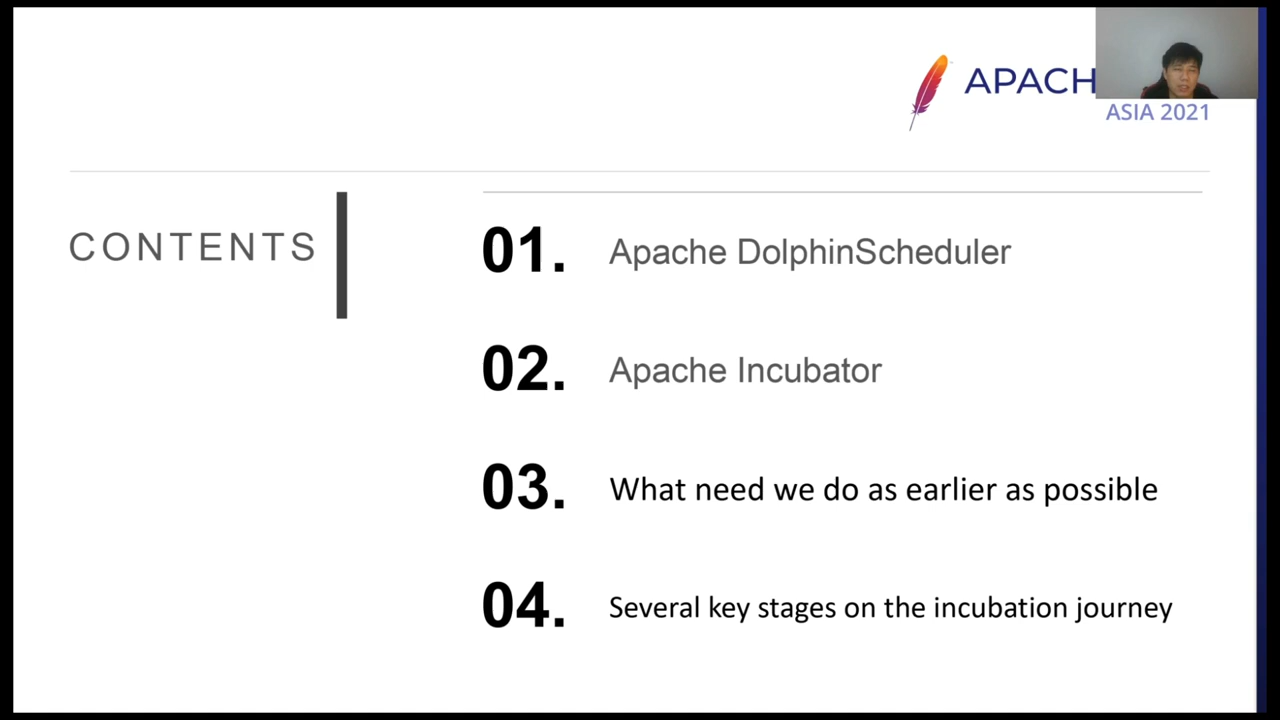 APACH
ASIA 2021
CONTENTS
01. Apache DolphinScheduler
02. Apache Incubator
03. What need we do as earlier as possible
04. Several key stages on the incubation journey